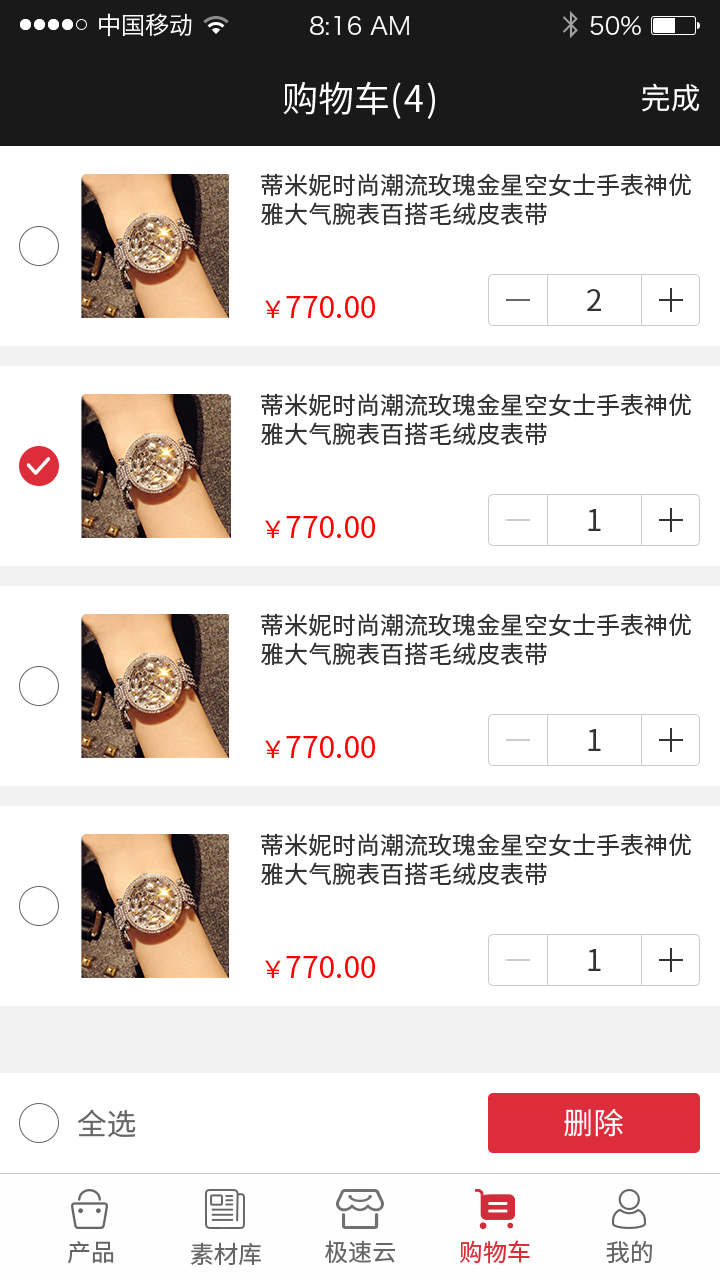 中国移动 8:16 AM 50%
购物车(4) 完成
蒂米妮时尚潮流玫瑰金星空女士手表神优
雅大气腕表百搭毛绒皮表带
￥770.00 2
蒂米妮时尚潮流玫瑰金星空女士手表神优
雅大气腕表百搭毛绒皮表带
￥770.00 1
蒂米妮时尚潮流玫瑰金星空女士手表神优
雅大气腕表百搭毛绒皮表带
￥770.00 1
蒂米妮时尚潮流玫瑰金星空女士手表神优
雅大气腕表百搭毛绒皮表带
￥770.00 1
全选 删除
产品 素材库 极速云 购物车 我的